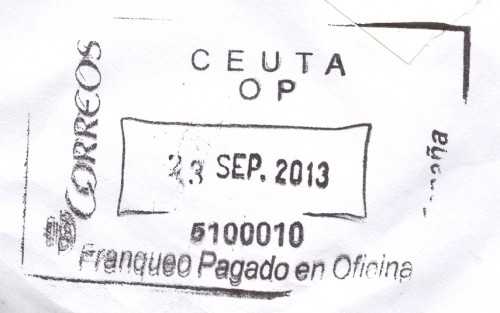 CORREOS
CEUTA
OP
23 SEP. 2013
5100010
Franqueo Pagado en Oficina